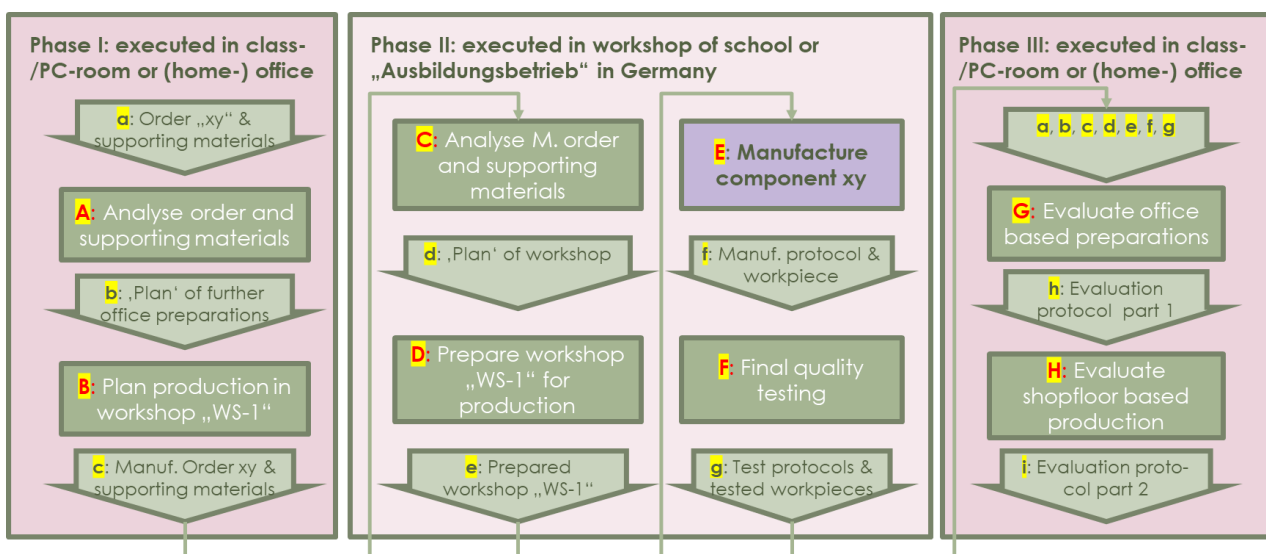 Phase I: executed in class-
/PC-room or (home-) office
a: Order „xy“ &
supporting materials
A: Analyse order and
supporting materials
b: ‚Plan‘ of further
office preparations
B: Plan production in
workshop „WS-1“
c: Manuf. Order xy &
supporting materials
Phase II: executed in workshop of school or
„Ausbildungsbetrieb“ in Germany
C: Analyse M. order
and supporting
materials
d: ‚Plan‘ of workshop
D: Prepare workshop
„WS-1“ for
production
e: Prepared
workshop „WS-1“
E: Manufacture
component xy
f: Manuf. protocol &
workpiece
F: Final quality
testing
g: Test protocols &
tested workpieces
Phase III: executed in class-
/PC-room or (home-) office
a, b, c, d, e, f, g
G: Evaluate office
based preparations
h: Evaluation
protocol part 1
H: Evaluate
shopfloor based
production
i: Evaluation proto-
col part 2